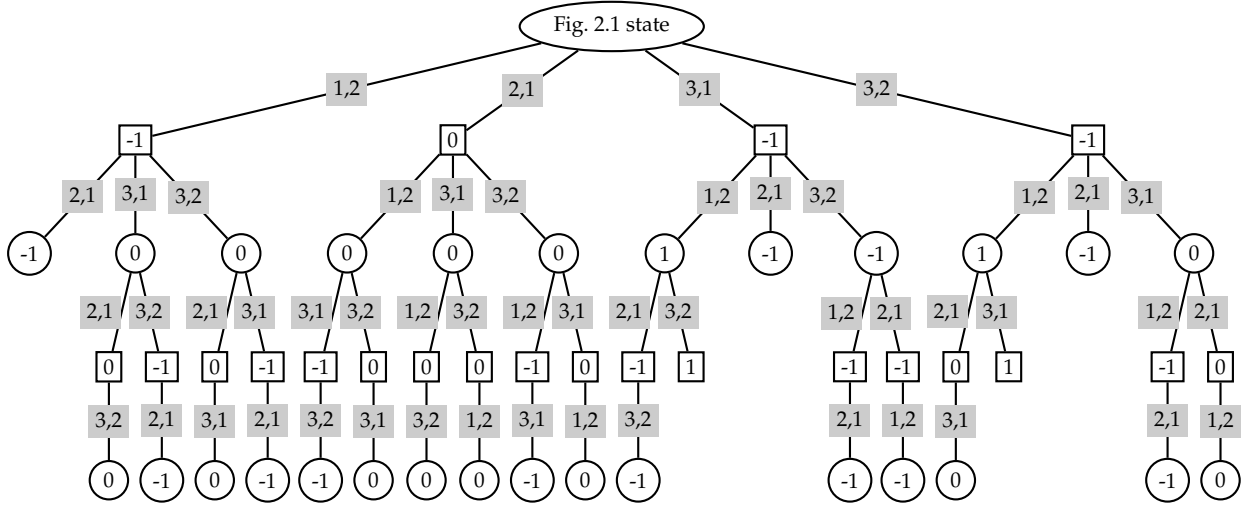 Fig. 2.1 state
1,2 2,1 3,1 3,2
-1 0 -1 -1
2,1 3,1 3,2 1,2 3,1 3,2 1,2 2,1 3,2 1,2 2,1 3,1
-1 0 0 0 0 0 1 -1 -1 1 -1 0
2,1 3,2 2,1 3,1 3,1 3,2 1,2 3,2 1,2 3,1 2,1 3,2 1,2 2,1 2,1 3,1 1,2 2,1
0 -1 0 -1 -1 0 0 0 -1 0 -1 1 -1 -1 0 1 -1 0
3,2 2,1 3,1 2,1 3,2 3,1 3,2 1,2 3,1 1,2 3,2 2,1 1,2 3,1 2,1 1,2
0 -1 0 -1 -1 0 0 0 -1 0 -1 -1 -1 0 -1 0